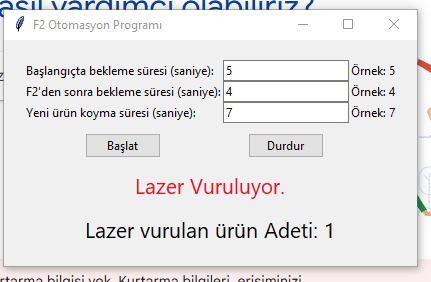 asıl yardımcı olabiliriz?
F2 Otomasyon Programı
Başlangıçta bekleme süresi (saniye): 5 Örnek: 5
F2'den sonra bekleme süresi (saniye): 4 Örnek: 4
Yeni ürün koyma süresi (saniye): 7 Örnek: 7
Başlat Durdur
Lazer Vuruluyor.
Lazer vurulan ürün Adeti: 1
rtarma bilgisi yok. Kurtarma bilgileri, erişiminizi